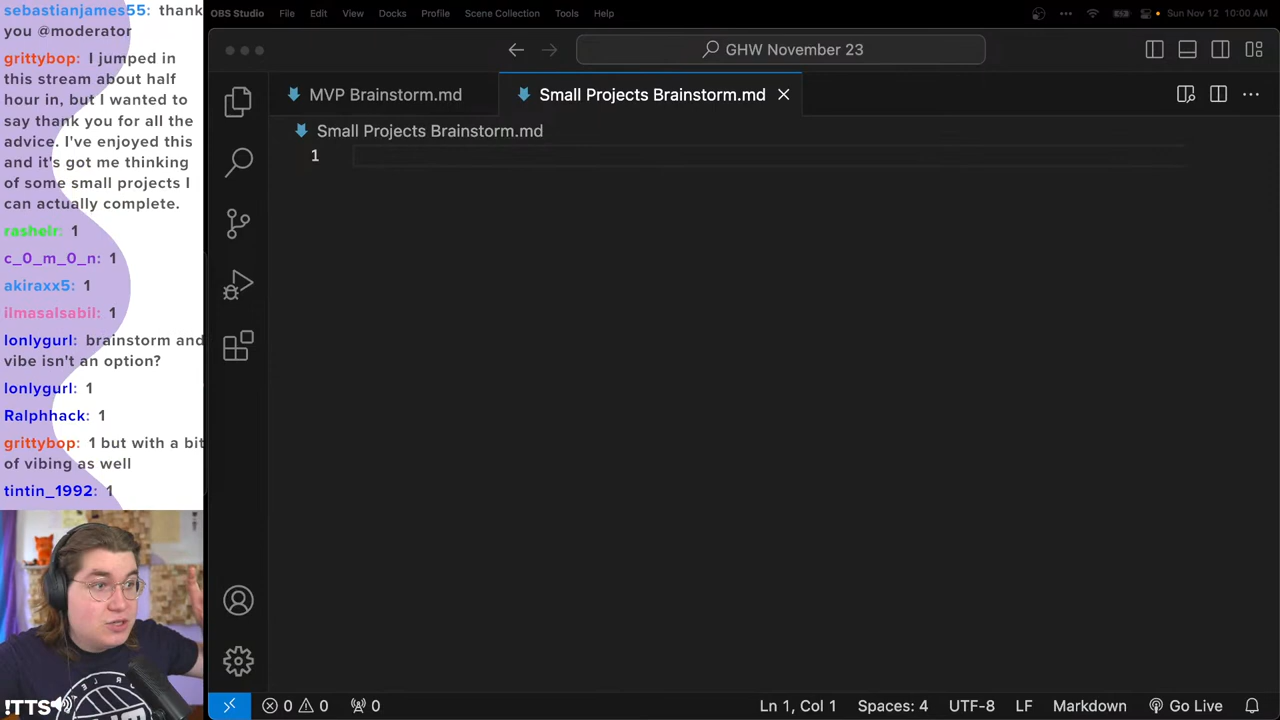 sebastianjames55: thank
you @moderator
grittybop: I jumped in
this stream about half
hour in, but I wanted to
say thank you for all the
advice. I've enjoyed this
and it's got me thinking
of some small projects I
can actually complete.
rashelr: 1
c_0_m_0_n: 1
akiraxx5: 1
ilmasalsabil: 1
lonlygurl: brainstorm and
vibe isn't an option?
lonlygurl: 1
Ralphhack: 1
grittybop: 1 but with a bit
of vibing as well
tintin_1992: 1
!TTS
OBS Studio File Edit View Docks Profile Scene Collection Tools Help
Sun Nov 12 10:00 AM
GHW November 23
MVP Brainstorm.md
Small Projects Brainstorm.md
Small Projects Brainstorm.md
1
0 0 0
Ln 1, Col 1 Spaces: 4 UTF-8 LF Markdown Go Live